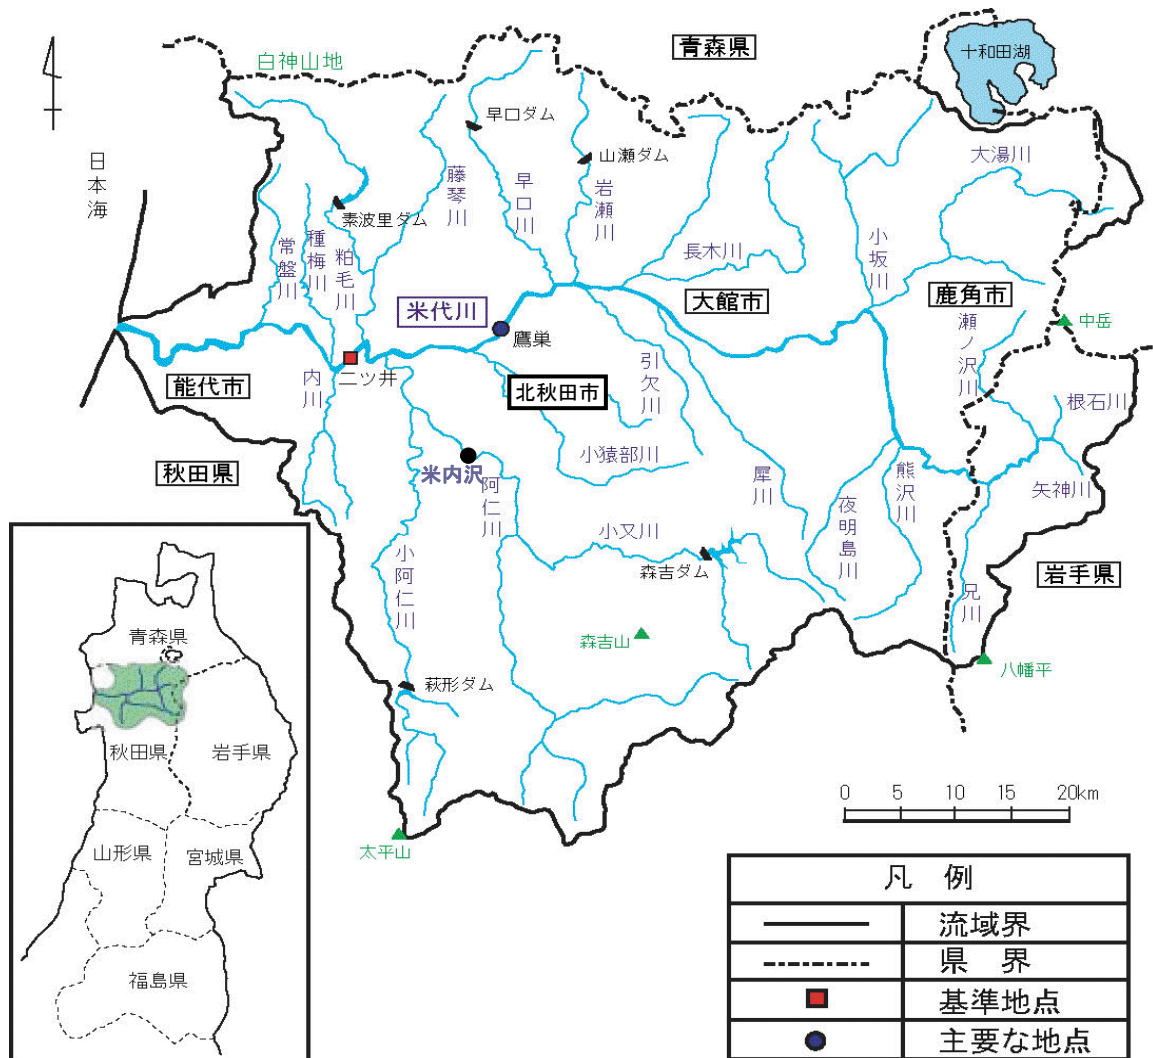 青森県
十和田湖
白神山地
早口ダム
日本海
山瀬ダム
大湯川
藤琴川
早口川
岩瀬川
素波里ダム
小坂川
常盤川
種梅川
粕毛川
長木川
米代川
大館市
鹿角市
中岳
鷹巣
瀬ノ沢川
二ツ井
引欠川
能代市
内川
北秋田市
根石川
秋田県
米内沢
小猿部川
犀川
熊沢川
矢神川
阿仁川
夜明島川
小又川
小阿仁川
森吉ダム
岩手県
兄川
森吉山
八幡平
萩形ダム
太平山
青森県
秋田県
岩手県
山形県
宮城県
福島県
0 5 10 15 20km
凡 例
流域界
県 界
基準地点
主要な地点